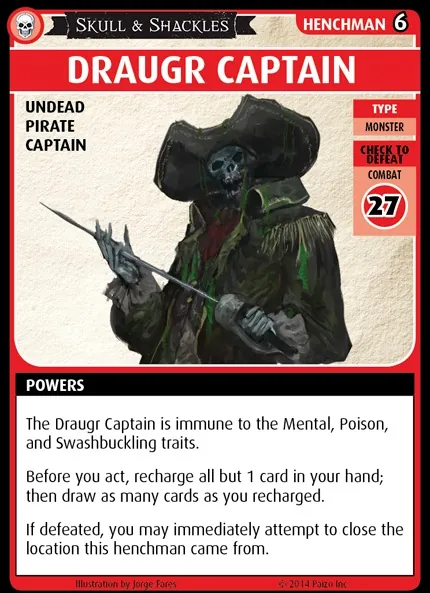 SKULL & SHACKLES
HENCHMAN 6
DRAUGR CAPTAIN
UNDEAD
PIRATE
CAPTAIN
TYPE
MONSTER
CHECK TO
DEFEAT
COMBAT
27
POWERS
The Draugr Captain is immune to the Mental, Poison,
and Swashbuckling traits.
Before you act, recharge all but 1 card in your hand;
then draw as many cards as you recharged.
If defeated, you may immediately attempt to close the
location this henchman came from.
Illustration by Jorge Fares
© 2014 Paizo Inc